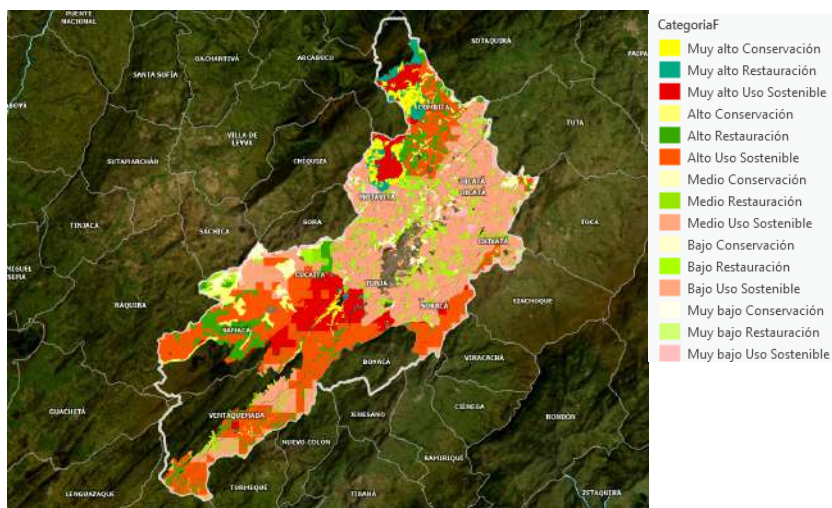 PUENTE
NACIONAL
GACHANTIVÁ
ARCABUCO
SOTAQUIRÁ
SANTA SOFÍA
PAIPA
COMBITA
TUTA
VILLA DE
LEYVA
CHIQUIZA
SUTAMARCHÁN
OICATÁ
MOTAVITA
TINJACÁ
SÁCHICA
SORA
TOCA
CHIVATÁ
MIGUEL
CUCAITA
TUNJA
RÁQUIRA
SORACÁ
SIACHOQUE
SAMACÁ
BOYACÁ
VIRACACHÁ
GUACHETÁ
VENTAQUEMADA
JENESANO
CIÉNEGA
RONDÓN
NUEVO COLÓN
RAMIRIQUÍ
LENGUAZAQUE
TURMEQUÉ
TIBANÁ
ZETAQUIRA
CategoriaF
Muy alto Conservación
Muy alto Restauración
Muy alto Uso Sostenible
Alto Conservación
Alto Restauración
Alto Uso Sostenible
Medio Conservación
Medio Restauración
Medio Uso Sostenible
Bajo Conservación
Bajo Restauración
Bajo Uso Sostenible
Muy bajo Conservación
Muy bajo Restauración
Muy bajo Uso Sostenible